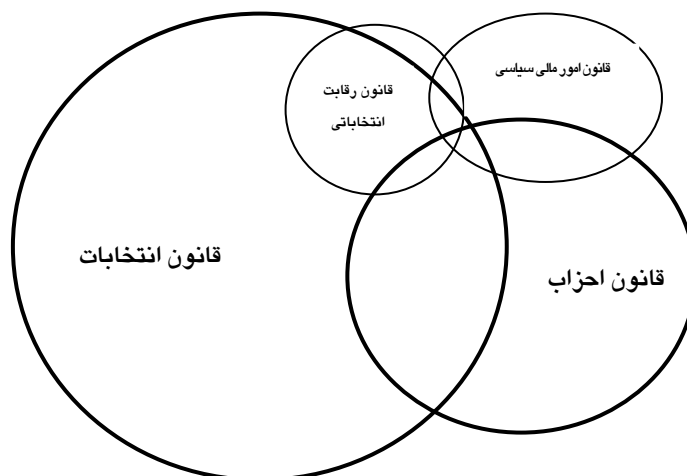 قانون امور مالی سیاسی
قانون رقابت
انتخاباتی
قانون انتخابات
قانون احزاب